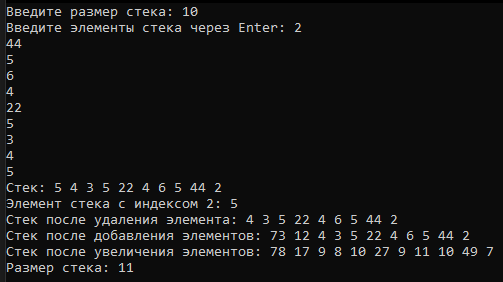 Введите размер стека: 10
Введите элементы стека через Enter: 2
44
5
6
4
22
5
3
4
5
Стек: 5 4 3 5 22 4 6 5 44 2
Элемент стека с индексом 2: 5
Стек после удаления элемента: 4 3 5 22 4 6 5 44 2
Стек после добавления элементов: 73 12 4 3 5 22 4 6 5 44 2
Стек после увеличения элементов: 78 17 9 8 10 27 9 11 10 49 7
Размер стека: 11